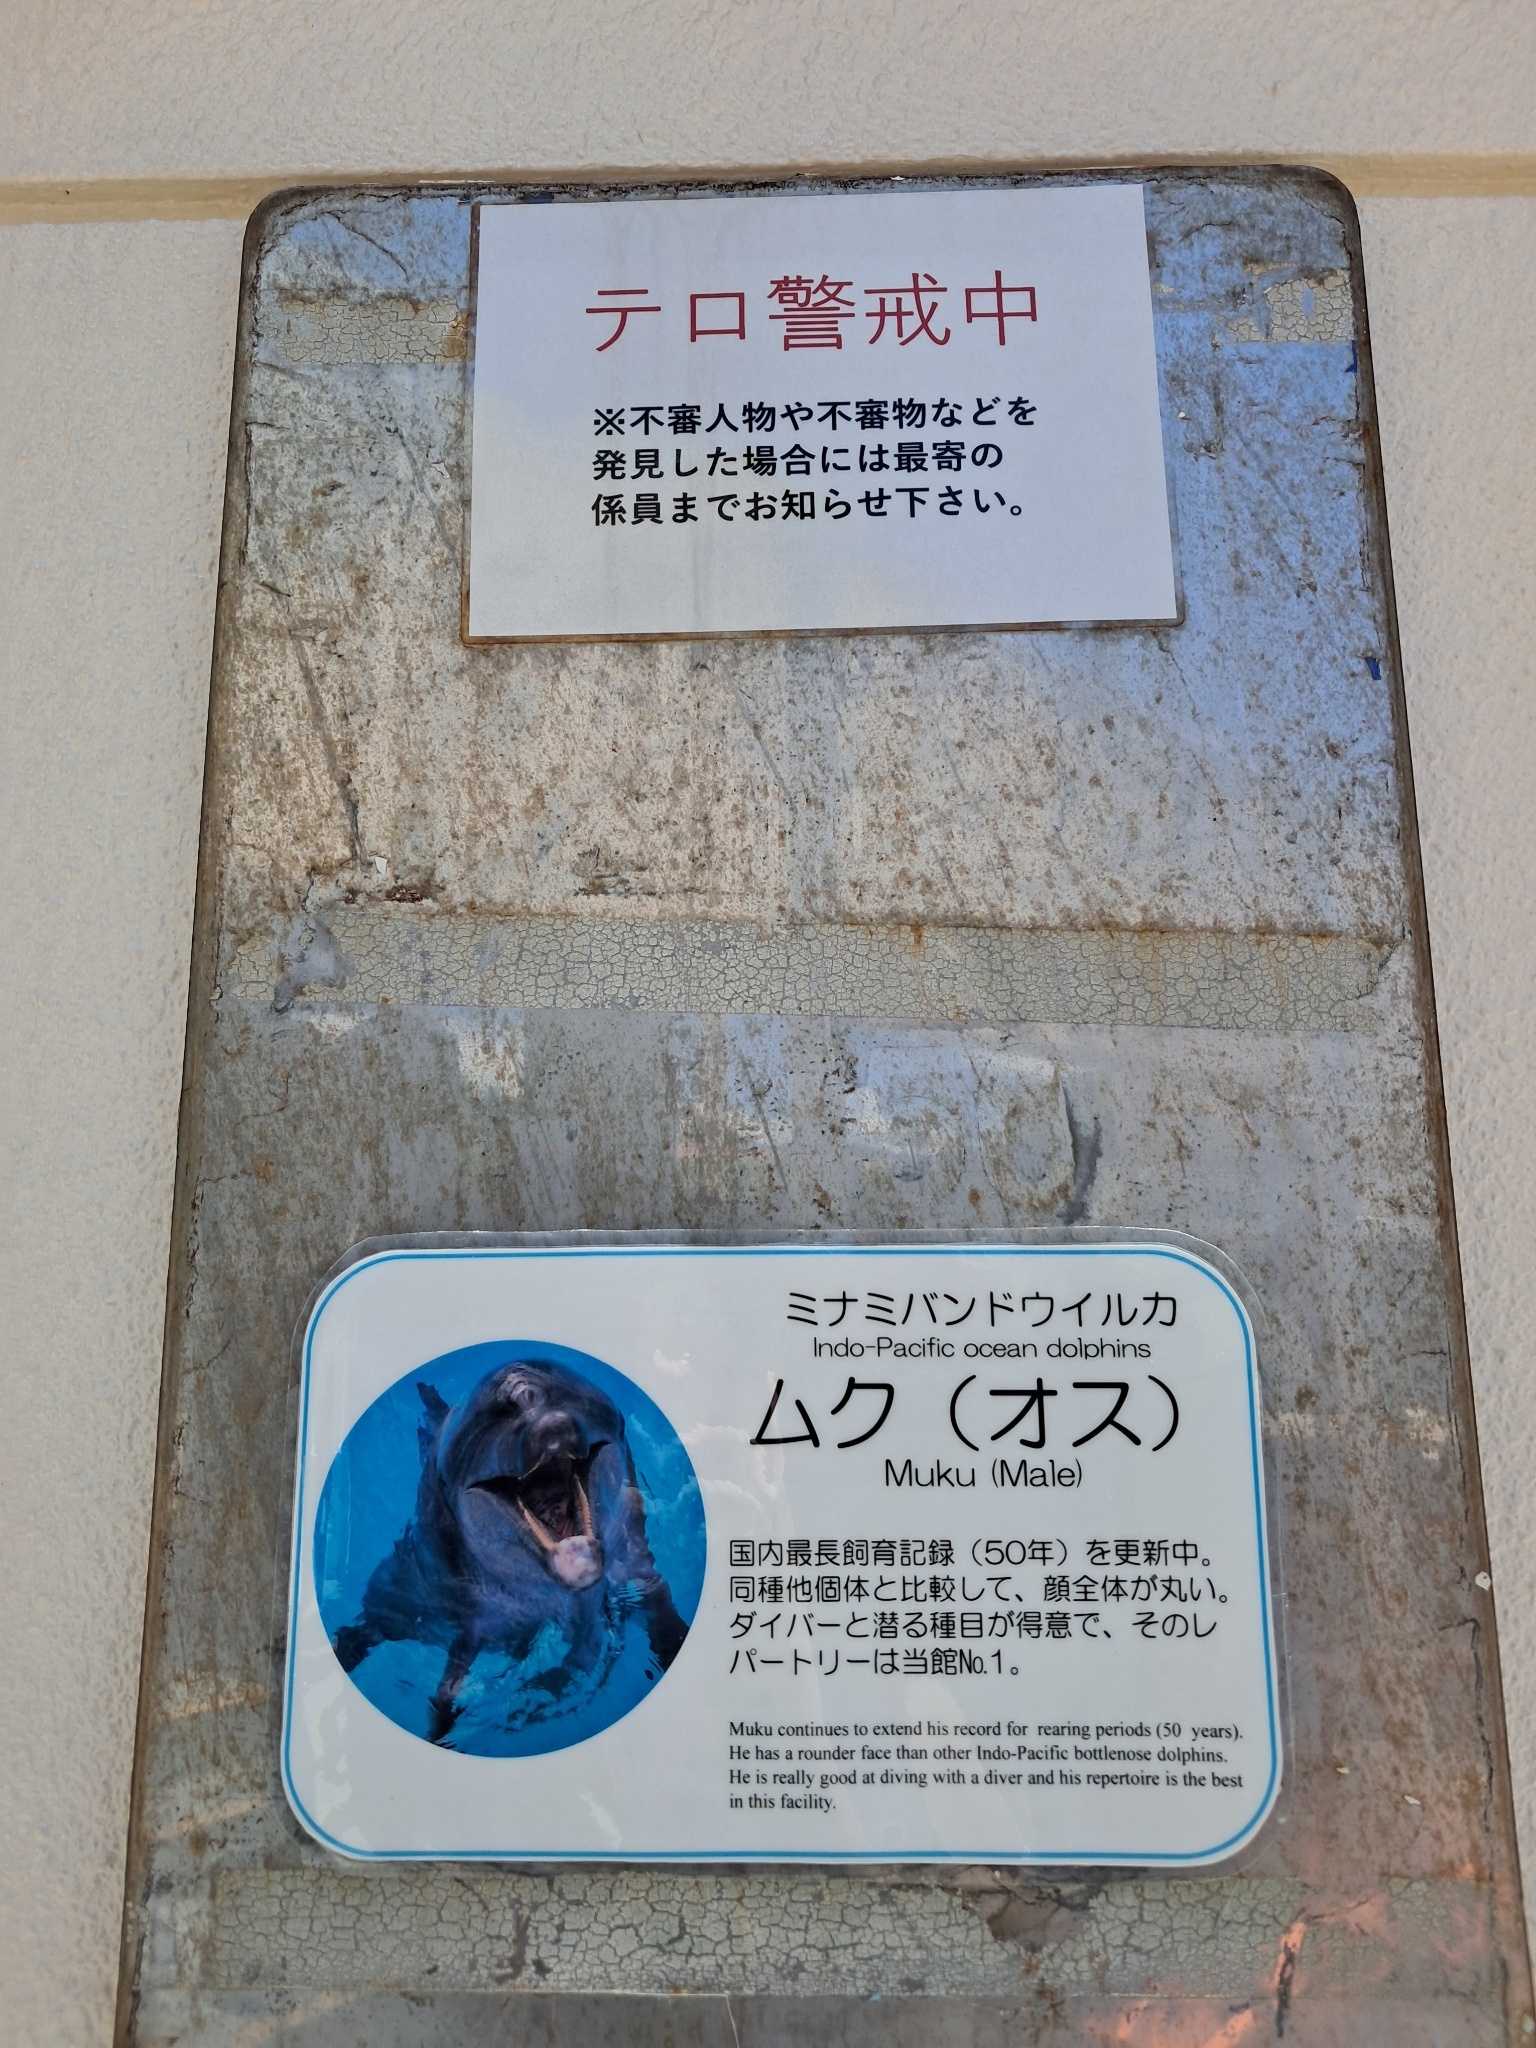 テロ警戒中
※不審人物や不審物などを
発見した場合には最寄の
係員までお知らせ下さい。
ミナミバンドウイルカ
Indo-Pacific ocean dolphins
ムク（オス）
Muku (Male)
国内最長飼育記録（50年）を更新中。
同種他個体と比較して、顔全体が丸い。
ダイバーと潜る種目が得意で、そのレ
パートリーは当館№1。
Muku continues to extend his record for rearing periods (50 years).
He has a rounder face than other Indo-Pacific bottlenose dolphins.
He is really good at diving with a diver and his repertoire is the best
in this facility.